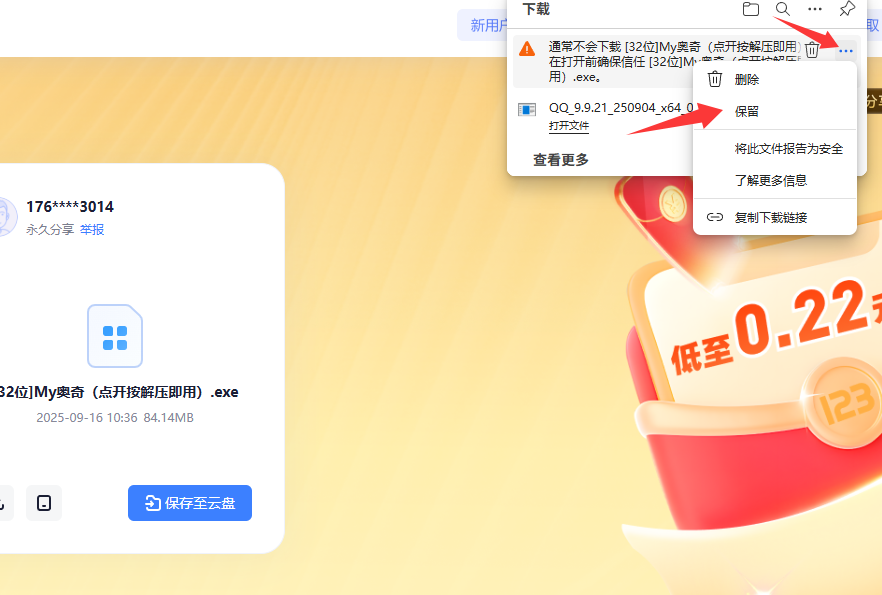 下载
新用户
取
通常不会下载 [32位]My奥奇（点开按解压即用）
在打开前确保信任 [32位]My奥奇（点开按解压
用）.exe。
删除
QQ_9.9.21_250904_x64_0
打开文件
保留
分享
将此文件报告为安全
查看更多
了解更多信息
复制下载链接
176****3014
永久分享 举报
低至0.22元
123
32位]My奥奇（点开按解压即用）.exe
2025-09-16 10:36 84.14MB
保存至云盘